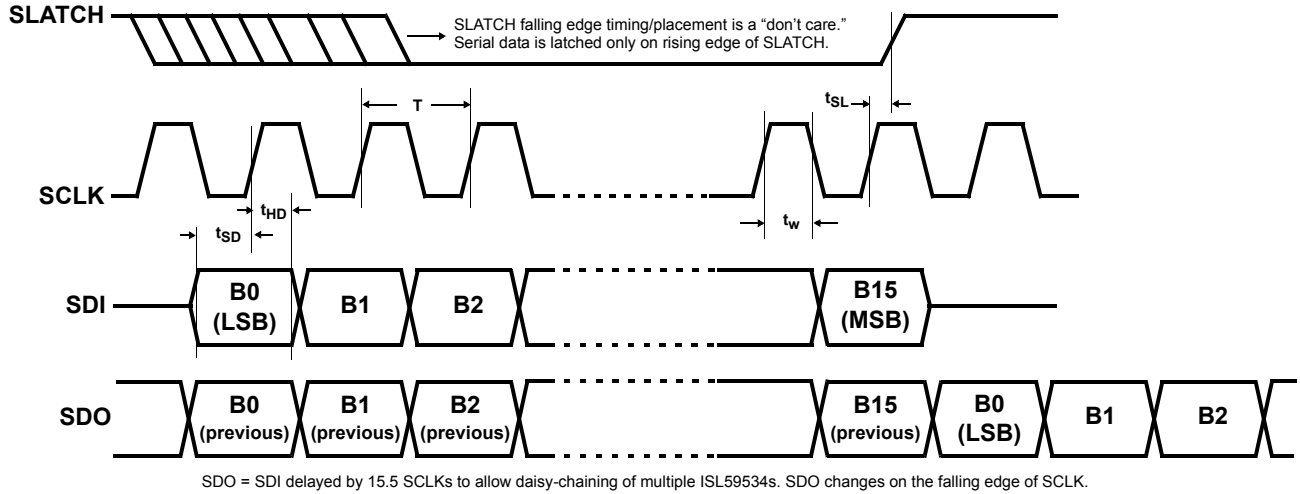 SLATCH
SLATCH falling edge timing/placement is a “don’t care.”
Serial data is latched only on rising edge of SLATCH.
T
tSL
SCLK
tHD
tSD
tw
SDI
B0
(LSB)
B1
B2
B15
(MSB)
SDO
B0
(previous)
B1
(previous)
B2
(previous)
B15
(previous)
B0
(LSB)
B1
B2
SDO = SDI delayed by 15.5 SCLKs to allow daisy-chaining of multiple ISL59534s. SDO changes on the falling edge of SCLK.